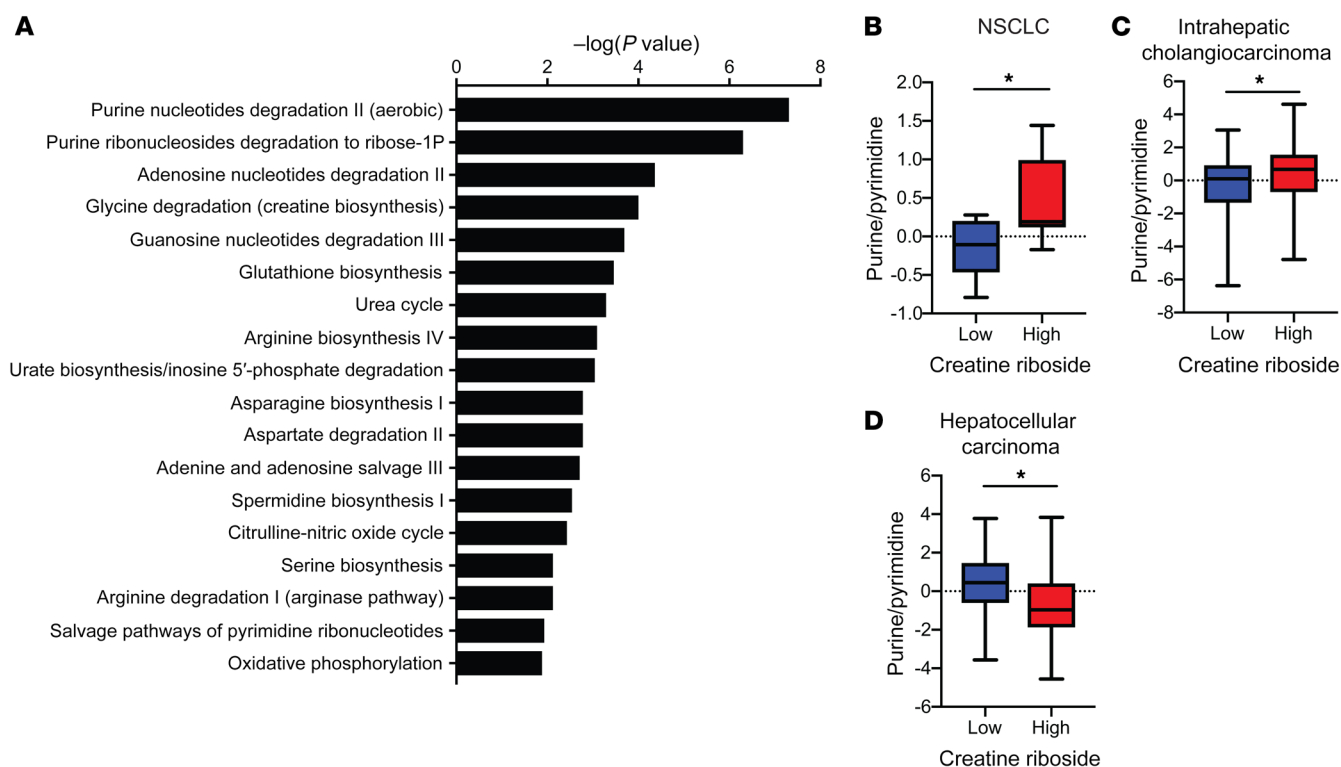 A
–log(P value)
0 2 4 6 8
Purine nucleotides degradation II (aerobic)
Purine ribonucleosides degradation to ribose-1P
Adenosine nucleotides degradation II
Glycine degradation (creatine biosynthesis)
Guanosine nucleotides degradation III
Glutathione biosynthesis
Urea cycle
Arginine biosynthesis IV
Urate biosynthesis/inosine 5′-phosphate degradation
Asparagine biosynthesis I
Aspartate degradation II
Adenine and adenosine salvage III
Spermidine biosynthesis I
Citrulline-nitric oxide cycle
Serine biosynthesis
Arginine degradation I (arginase pathway)
Salvage pathways of pyrimidine ribonucleotides
Oxidative phosphorylation
B
NSCLC
*
Purine/pyrimidine
2.0
1.5
1.0
0.5
0.0
-0.5
-1.0
Low High
Creatine riboside
C
Intrahepatic
cholangiocarcinoma
*
Purine/pyrimidine
6
4
2
0
-2
-4
-6
-8
Low High
Creatine riboside
D
Hepatocellular
carcinoma
*
Purine/pyrimidine
6
4
2
0
-2
-4
-6
Low High
Creatine riboside